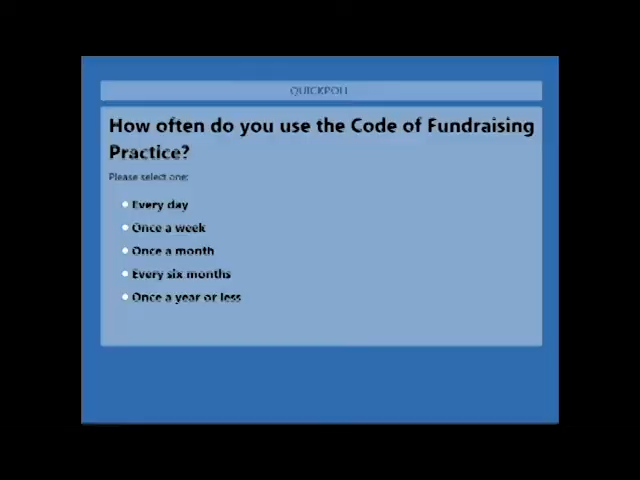 QUICKPOLL
How often do you use the Code of Fundraising
Practice?
Please select one:
Every day
Once a week
Once a month
Every six months
Once a year or less